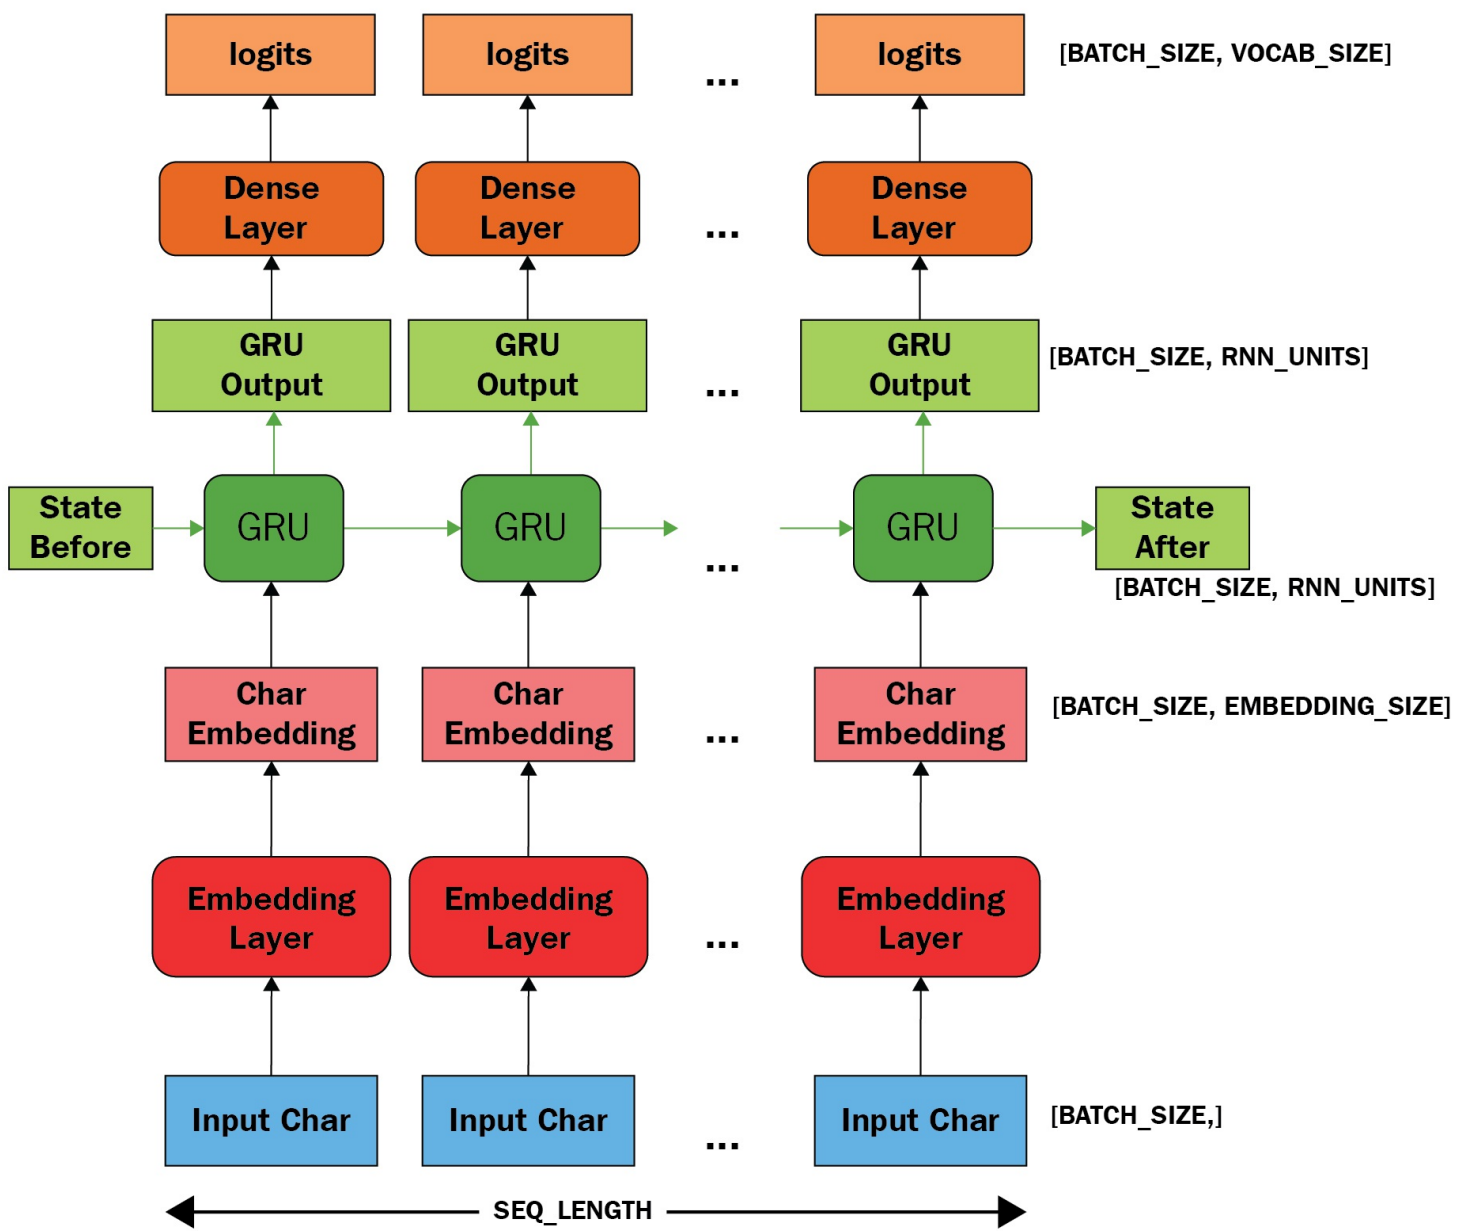 logits
logits
...
logits
[BATCH_SIZE, VOCAB_SIZE]
Dense
Layer
Dense
Layer
...
Dense
Layer
GRU
Output
GRU
Output
...
GRU
Output
[BATCH_SIZE, RNN_UNITS]
State
Before
GRU
GRU
...
GRU
State
After
[BATCH_SIZE, RNN_UNITS]
Char
Embedding
Char
Embedding
...
Char
Embedding
[BATCH_SIZE, EMBEDDING_SIZE]
Embedding
Layer
Embedding
Layer
...
Embedding
Layer
Input Char
Input Char
...
Input Char
[BATCH_SIZE,]
SEQ_LENGTH